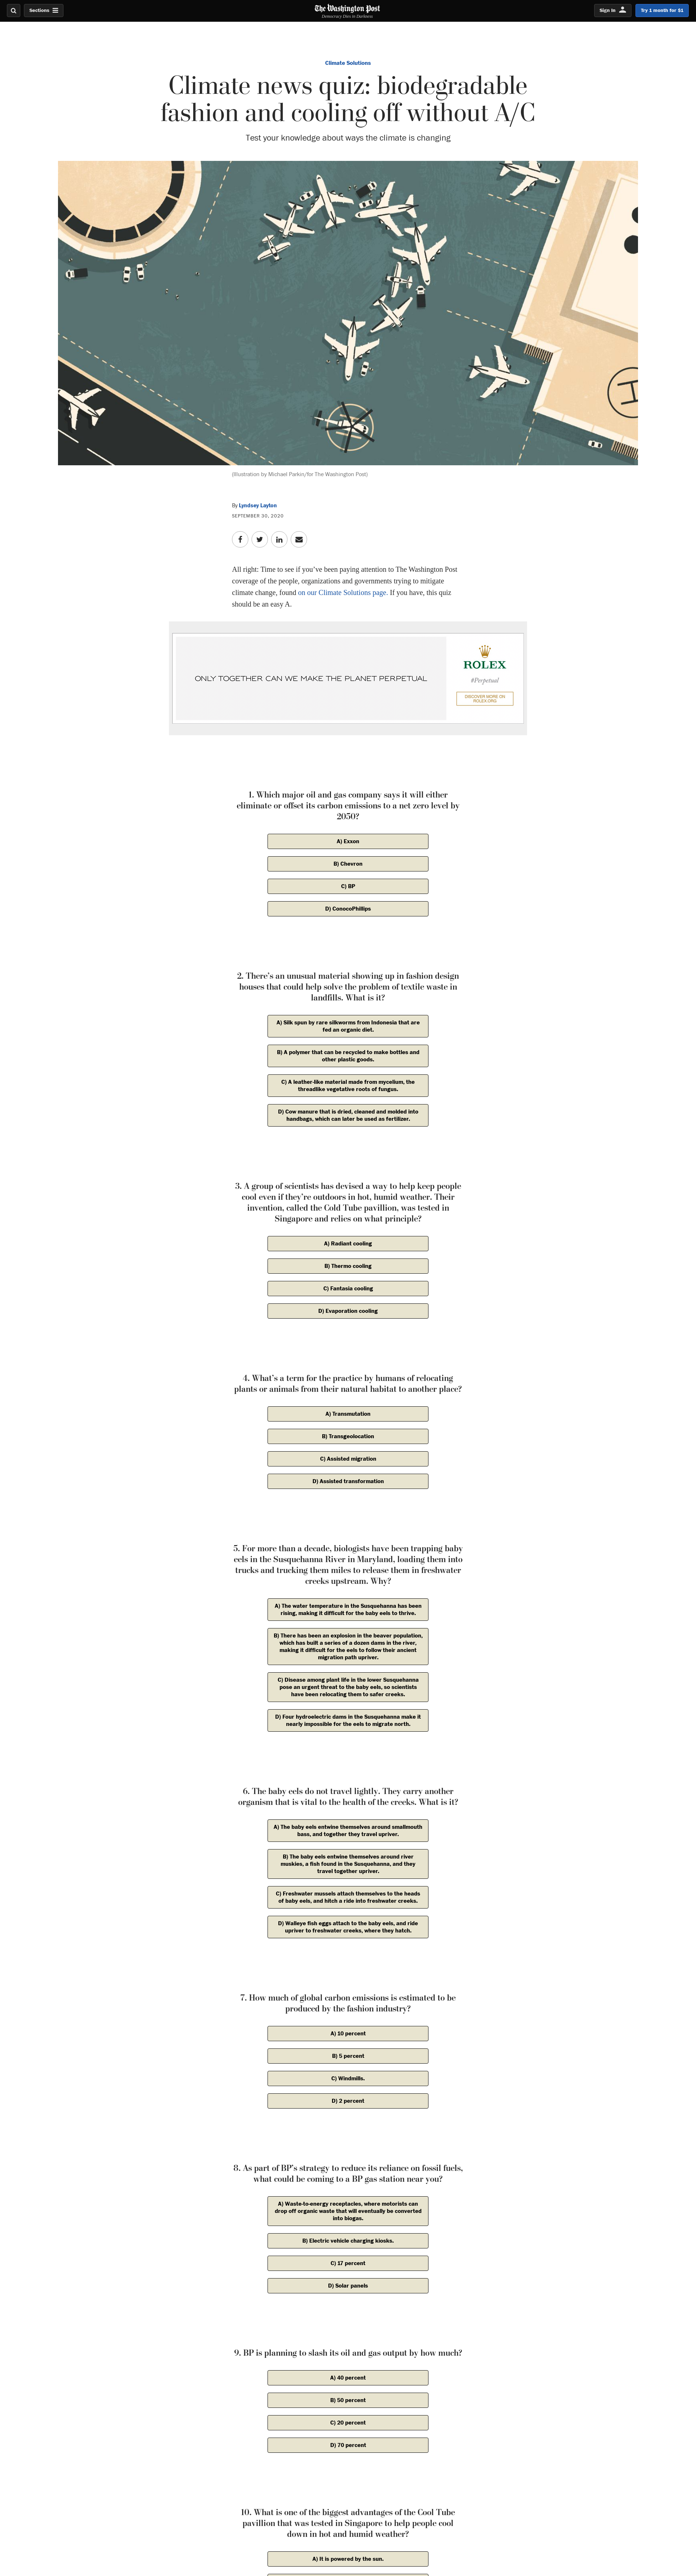 Sections
The Washington Post
Democracy Dies in Darkness
Sign in
Try 1 month for $1
Climate Solutions
Climate news quiz: biodegradable
fashion and cooling off without A/C
Test your knowledge about ways the climate is changing
(Illustration by Michael Parkin/for The Washington Post)
By Lyndsey Layton
SEPTEMBER 30, 2020
All right: Time to see if you've been paying attention to The Washington Post
coverage of the people, organizations and governments trying to mitigate
climate change, found on our Climate Solutions page. If you have, this quiz
should be an easy A.
ONLY TOGETHER CAN WE MAKE THE PLANET PERPETUAL
ROLEX
#Perpetual
DISCOVER MORE ON
ROLEX.ORG
1. Which major oil and gas company says it will either
eliminate or offset its carbon emissions to a net zero level by
2050?
A) Exxon
B) Chevron
C) BP
D) ConocoPhillips
2. There's an unusual material showing up in fashion design
houses that could help solve the problem of textile waste in
landfills. What is it?
A) Silk spun by rare silkworms from Indonesia that are
fed an organic diet.
B) A polymer that can be recycled to make bottles and
other plastic goods.
C) A leather-like material made from mycelium, the
threadlike vegetative roots of fungus.
D) Cow manure that is dried, cleaned and molded into
handbags, which can later be used as fertilizer.
3. A group of scientists has devised a way to help keep people
cool even if they're outdoors in hot, humid weather. Their
invention, called the Cold Tube pavillion, was tested in
Singapore and relies on what principle?
A) Radiant cooling
B) Thermo cooling
C) Fantasia cooling
D) Evaporation cooling
4. What's a term for the practice by humans of relocating
plants or animals from their natural habitat to another place?
A) Transmutation
B) Transgeolocation
C) Assisted migration
D) Assisted transformation
5. For more than a decade, biologists have been trapping baby
eels in the Susquehanna River in Maryland, loading them into
trucks and trucking them miles to release them in freshwater
creeks upstream. Why?
A) The water temperature in the Susquehanna has been
rising, making it difficult for the baby eels to thrive.
B) There has been an explosion in the beaver population,
which has built a series of a dozen dams in the river,
making it difficult for the eels to follow their ancient
migration path upriver.
C) Disease among plant life in the lower Susquehanna
pose an urgent threat to the baby eels, so scientists
have been relocating them to safer creeks.
D) Four hydroelectric dams in the Susquehanna make it
nearly impossible for the eels to migrate north.
6. The baby eels do not travel lightly. They carry another
organism that is vital to the health of the creeks. What is it?
A) The baby eels entwine themselves around smallmouth
bass, and together they travel upriver.
B) The baby eels entwine themselves around river
muskies, a fish found in the Susquehanna, and they
travel together upriver.
C) Freshwater mussels attach themselves to the heads
of baby eels, and hitch a ride into freshwater creeks.
D) Walleye fish eggs attach to the baby eels, and ride
upriver to freshwater creeks, where they hatch.
7. How much of global carbon emissions is estimated to be
produced by the fashion industry?
A) 10 percent
B) 5 percent
C) Windmills.
D) 2 percent
8. As part of BP's strategy to reduce its reliance on fossil fuels,
what could be coming to a BP gas station near you?
A) Waste-to-energy receptacles, where motorists can
drop off organic waste that will eventually be converted
into biogas.
B) Electric vehicle charging kiosks.
C) 17 percent
D) Solar panels
9. BP is planning to slash its oil and gas output by how much?
A) 40 percent
B) 50 percent
C) 20 percent
D) 70 percent
10. What is one of the biggest advantages of the Cool Tube
pavillion that was tested in Singapore to help people cool
down in hot and humid weather?
A) It is powered by the sun.